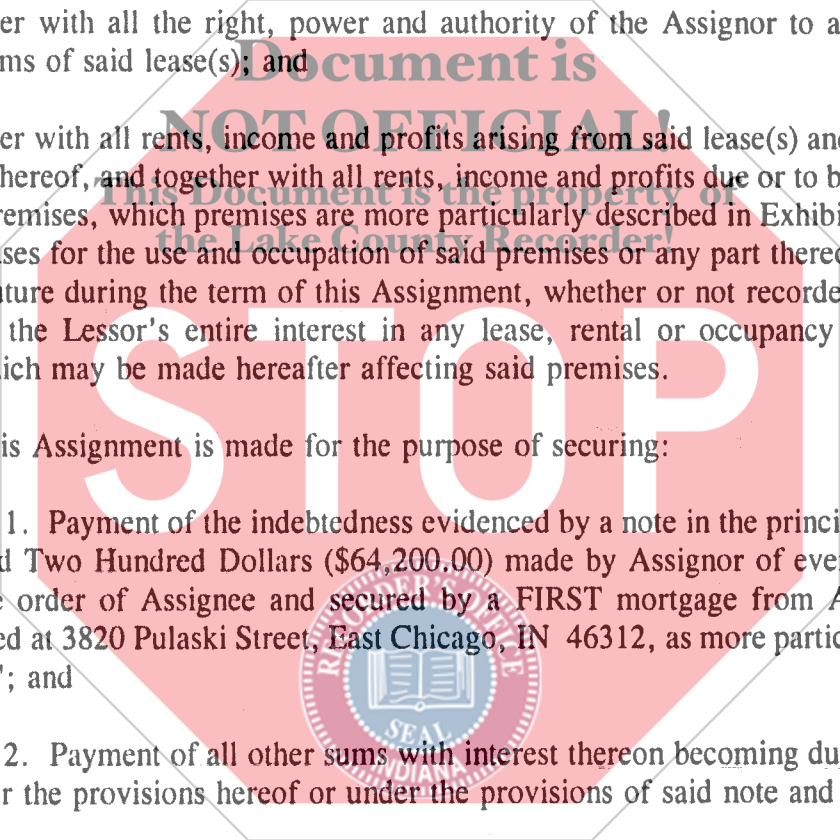 er with all the right, power and authority of the Assignor to a
ms of said lease(s); and
Document is
NOT OFFICIAL!
er with all rents, income and profits arising from said lease(s) and
hereof, and together with all rents, income and profits due or to b
This Document is the property of
remises, which premises are more particularly described in Exhibi
the Lake County Recorder!
ses for the use and occupation of said premises or any part thereo
ture during the term of this Assignment, whether or not recorde
the Lessor's entire interest in any lease, rental or occupancy
ich may be made hereafter affecting said premises.
STOP
is Assignment is made for the purpose of securing:
1. Payment of the indebtedness evidenced by a note in the princi
d Two Hundred Dollars ($64,200.00) made by Assignor of eve
e order of Assignee and secured by a FIRST mortgage from A
ed at 3820 Pulaski Street, East Chicago, IN 46312, as more partic
"; and
RECORDER'S OFFICE
SEAL
INDIANA
2. Payment of all other sums with interest thereon becoming du
r the provisions hereof or under the provisions of said note and